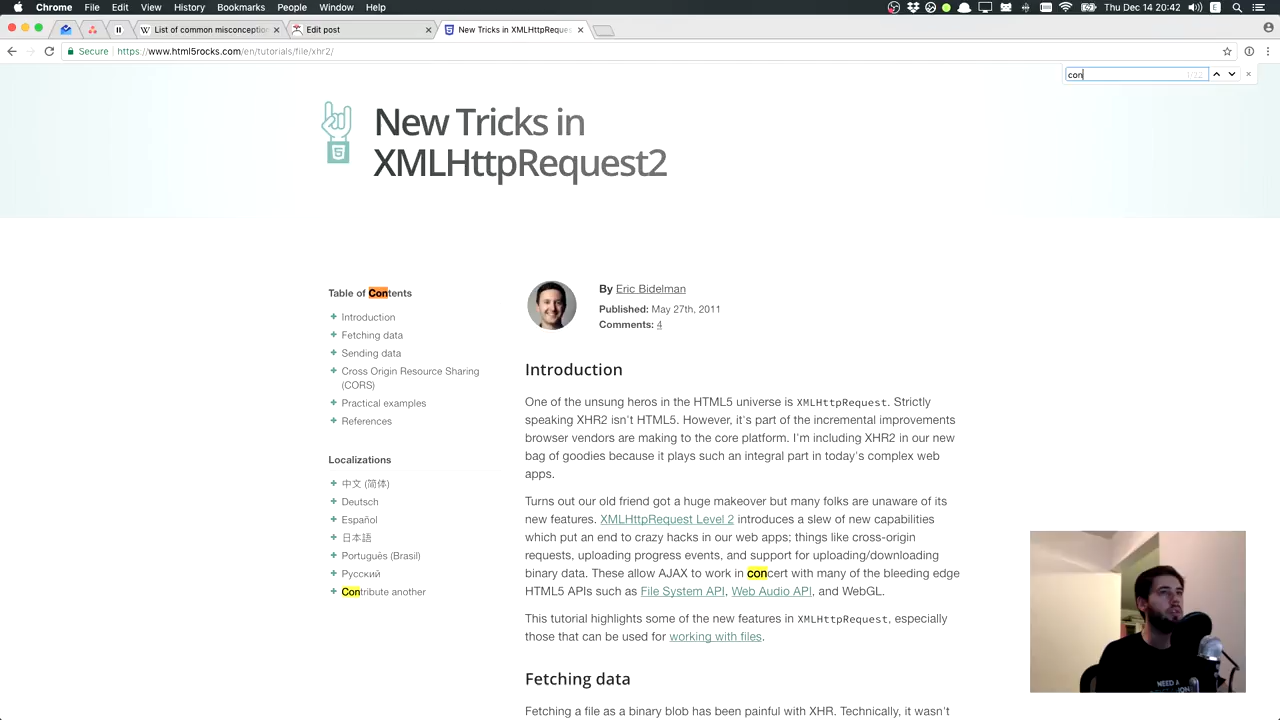 Chrome File Edit View History Bookmarks People Window Help
Thu Dec 14 20:42
List of common misconception
Edit post
New Tricks in XMLHttpReques
Secure https://www.html5rocks.com/en/tutorials/file/xhr2/
con 1/22
New Tricks in
XMLHttpRequest2
Table of Contents
Introduction
Fetching data
Sending data
Cross Origin Resource Sharing
(CORS)
Practical examples
References
Localizations
中文 (简体)
Deutsch
Español
日本語
Português (Brasil)
Русский
Contribute another
By Eric Bidelman
Published: May 27th, 2011
Comments: 4
Introduction
One of the unsung heros in the HTML5 universe is XMLHttpRequest. Strictly
speaking XHR2 isn't HTML5. However, it's part of the incremental improvements
browser vendors are making to the core platform. I'm including XHR2 in our new
bag of goodies because it plays such an integral part in today's complex web
apps.
Turns out our old friend got a huge makeover but many folks are unaware of its
new features. XMLHttpRequest Level 2 introduces a slew of new capabilities
which put an end to crazy hacks in our web apps; things like cross-origin
requests, uploading progress events, and support for uploading/downloading
binary data. These allow AJAX to work in concert with many of the bleeding edge
HTML5 APIs such as File System API, Web Audio API, and WebGL.
This tutorial highlights some of the new features in XMLHttpRequest, especially
those that can be used for working with files.
Fetching data
Fetching a file as a binary blob has been painful with XHR. Technically, it wasn't
NEED A